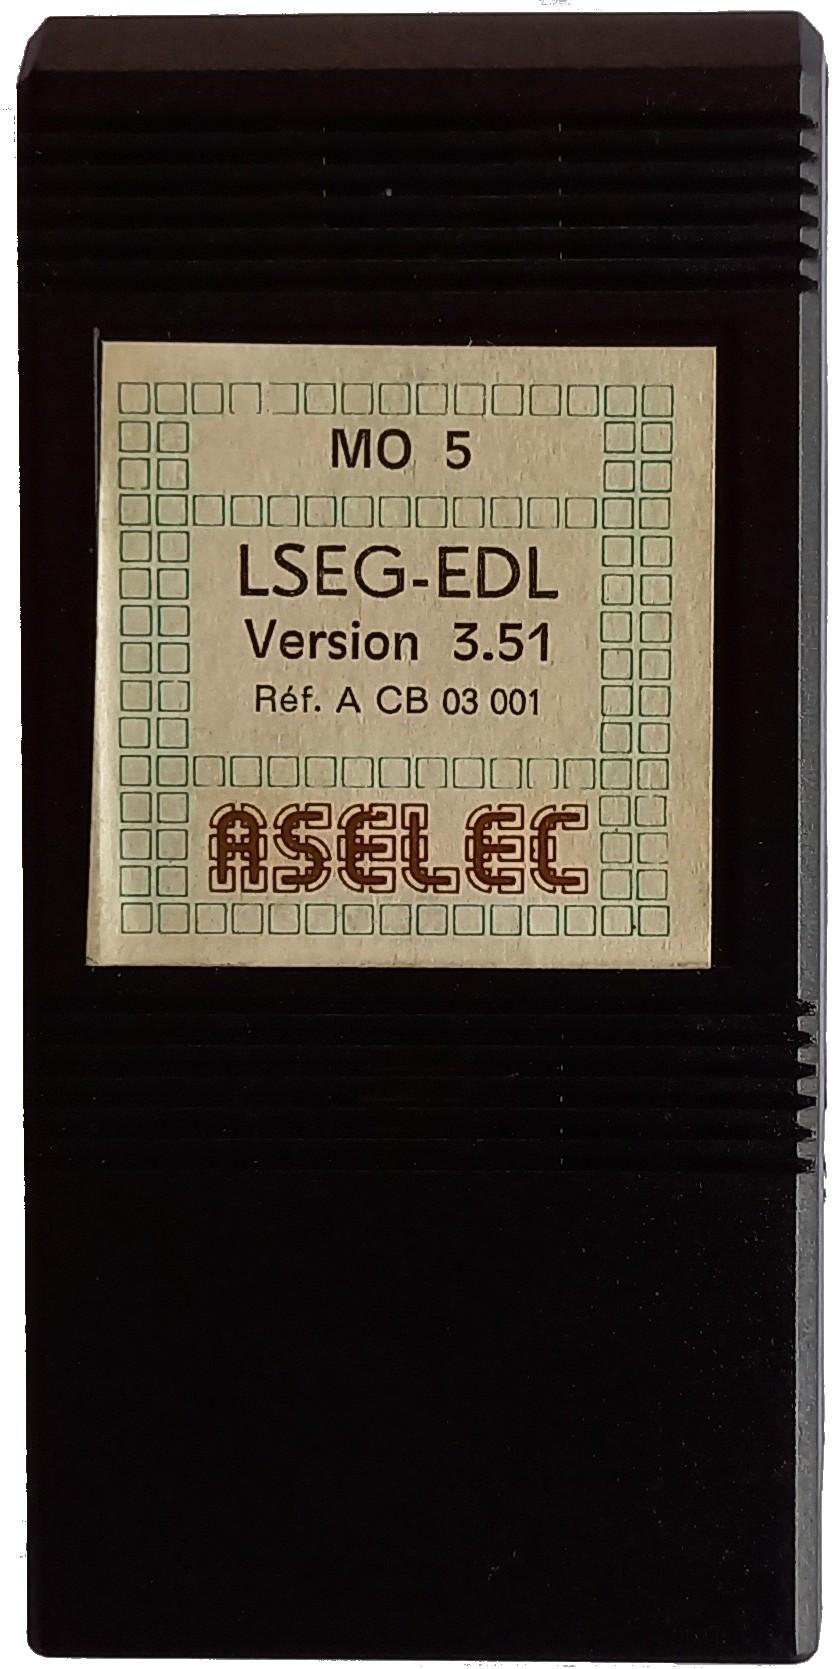 MO 5
LSEG-EDL
Version 3.51
Réf. A CB 03 001
ASELEC